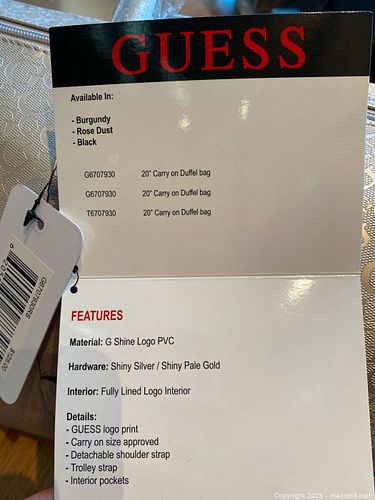 GUESS
Available In:
- Burgundy
- Rose Dust
- Black
G6707930 20" Carry on Duffel bag
G6707930 20" Carry on Duffel bag
T6707930 20" Carry on Duffel bag
FEATURES
Material: G Shine Logo PVC
Hardware: Shiny Silver / Shiny Pale Gold
Interior: Fully Lined Logo Interior
Details:
- GUESS logo print
- Carry on size approved
- Detachable shoulder strap
- Trolley strap
- Interior pockets
Copyright 2025 - maxsold.com